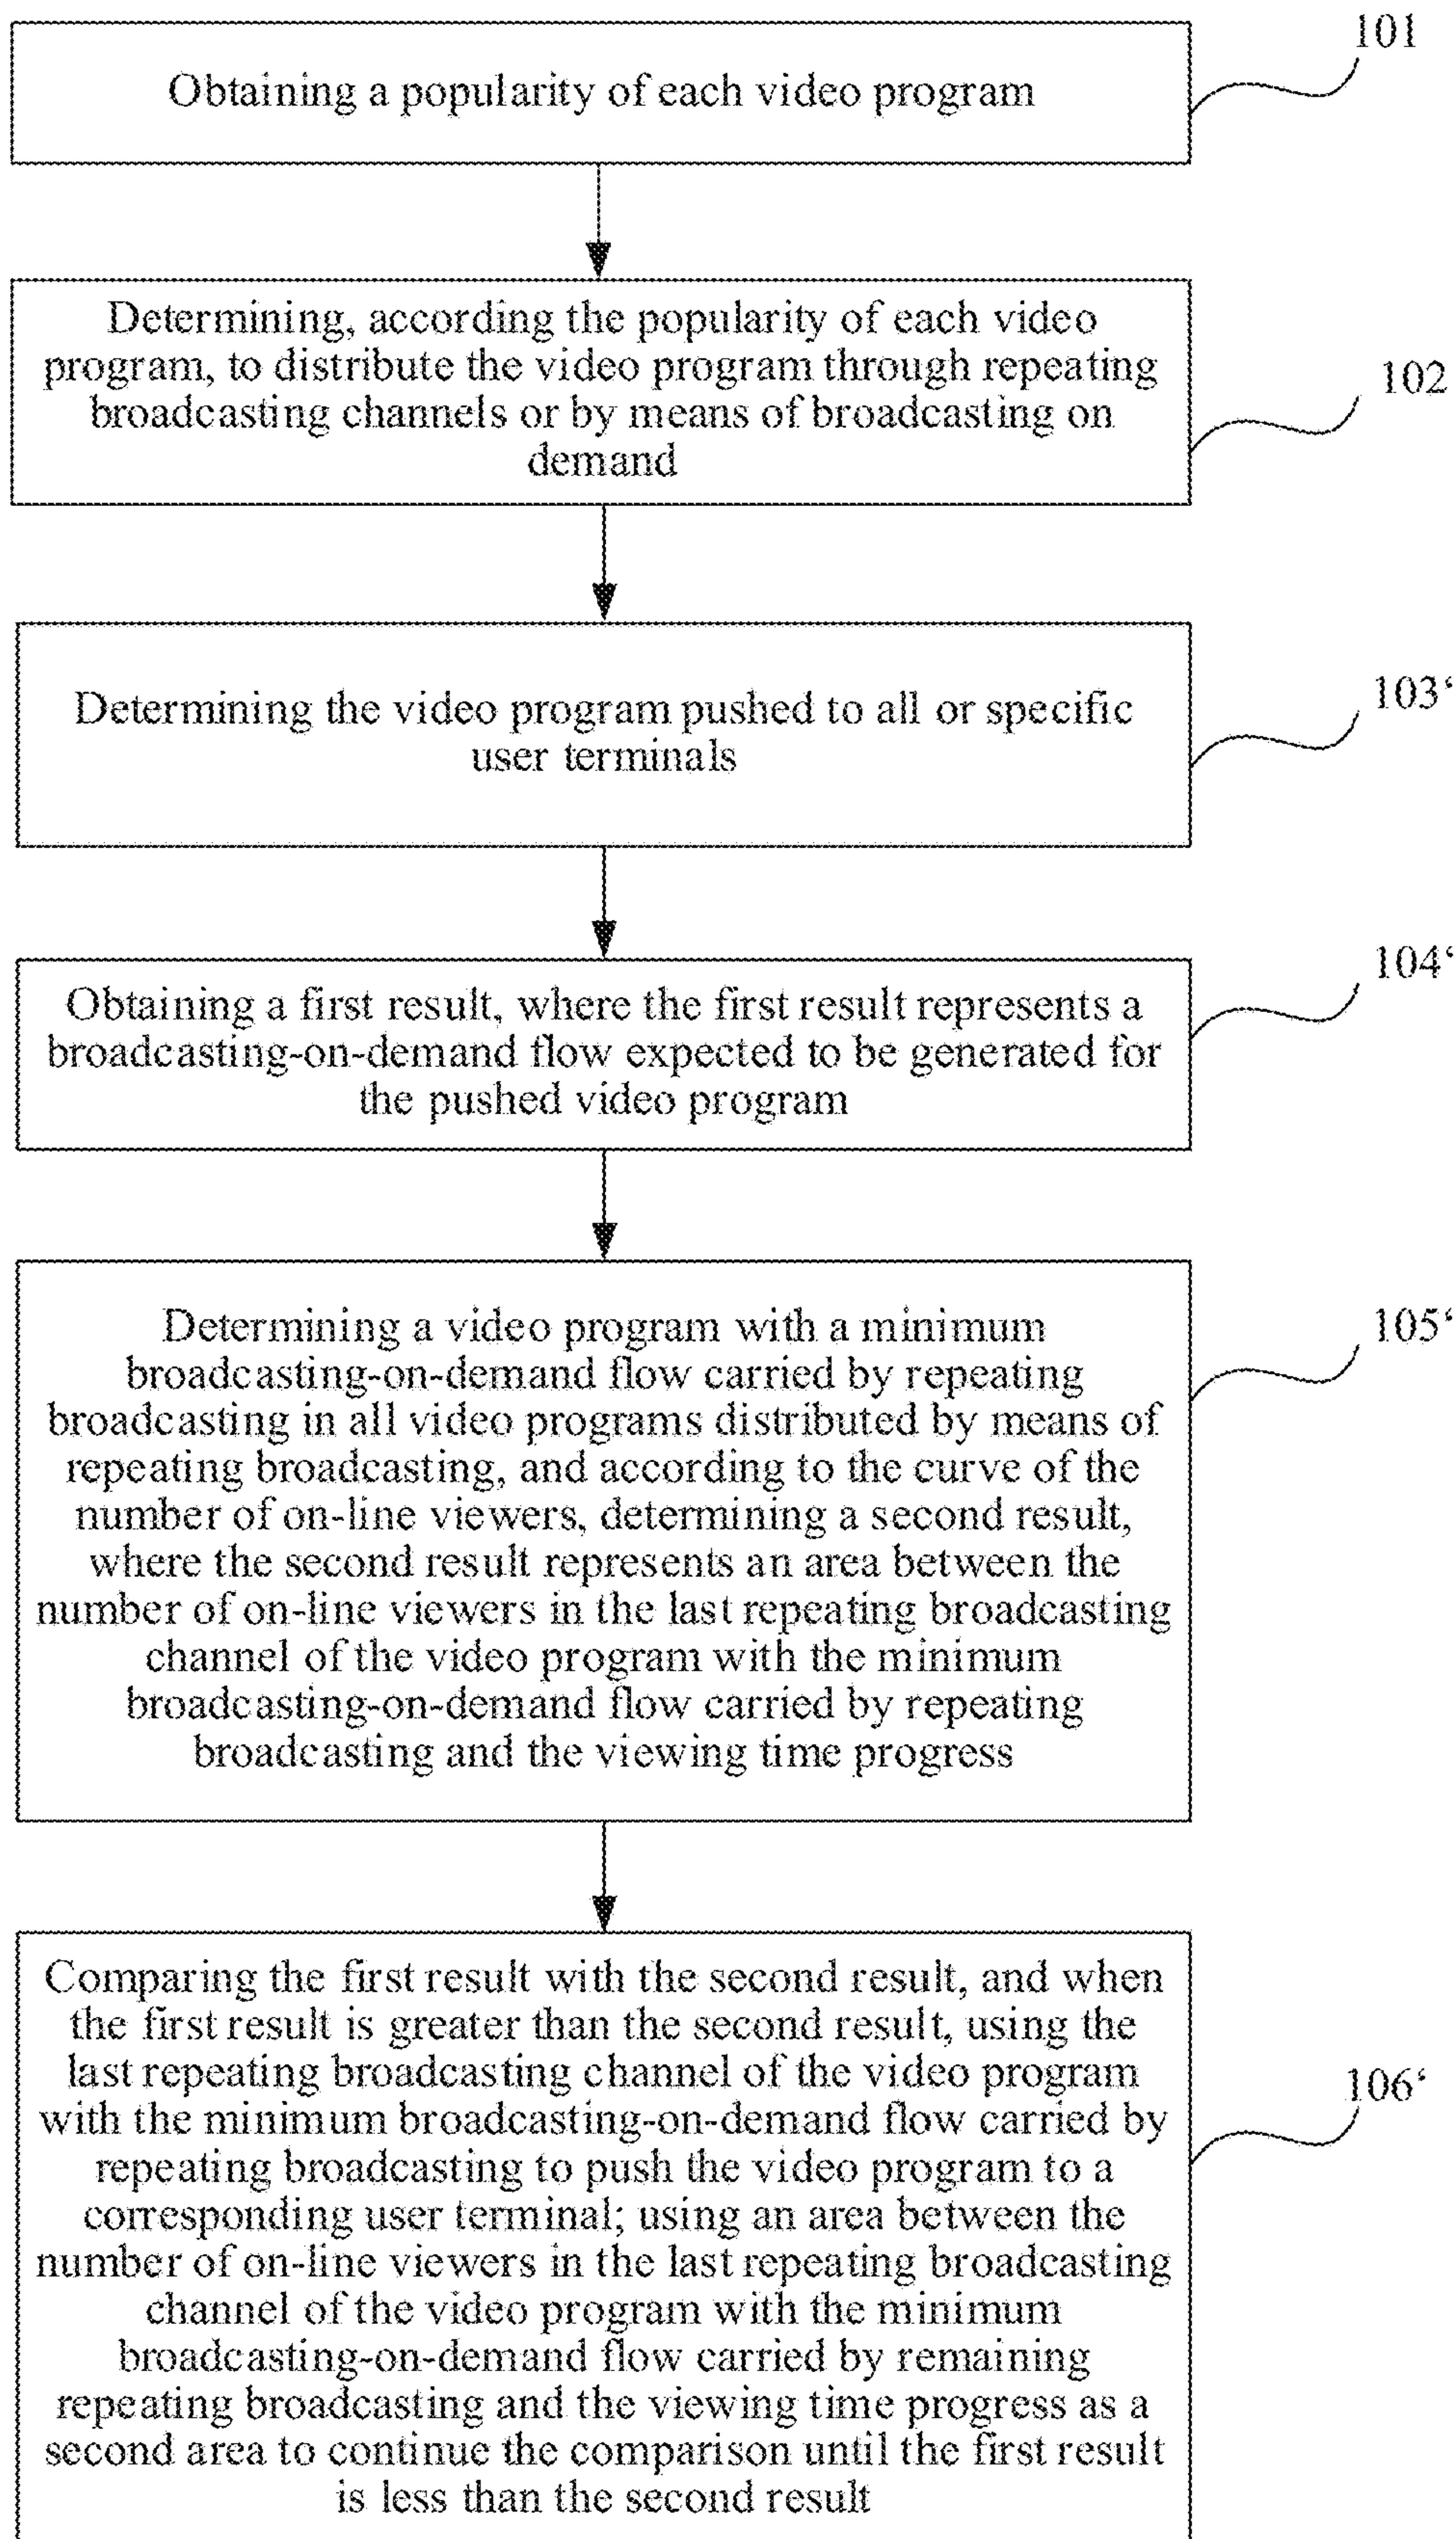 101
Obtaining a popularity of each video program
Determining, according the popularity of each video
program, to distribute the video program through repeating
broadcasting channels or by means of broadcasting on
demand
102
Determining the video program pushed to all or specific
user terminals
103‘
104‘
Obtaining a first result, where the first result represents a
broadcasting-on-demand flow expected to be generated for
the pushed video program
105‘
Determining a video program with a minimum
broadcasting-on-demand flow carried by repeating
broadcasting in all video programs distributed by means of
repeating broadcasting, and according to the curve of the
number of on-line viewers, determining a second result,
where the second result represents an area between the
number of on-line viewers in the last repeating broadcasting
channel of the video program with the minimum
broadcasting-on-demand flow carried by repeating
broadcasting and the viewing time progress
Comparing the first result with the second result, and when
the first result is greater than the second result, using the
last repeating broadcasting channel of the video program
with the minimum broadcasting-on-demand flow carried by
repeating broadcasting to push the video program to a
corresponding user terminal; using an area between the
number of on-line viewers in the last repeating broadcasting
channel of the video program with the minimum
broadcasting-on-demand flow carried by remaining
repeating broadcasting and the viewing time progress as a
second area to continue the comparison until the first result
is less than the second result
106‘